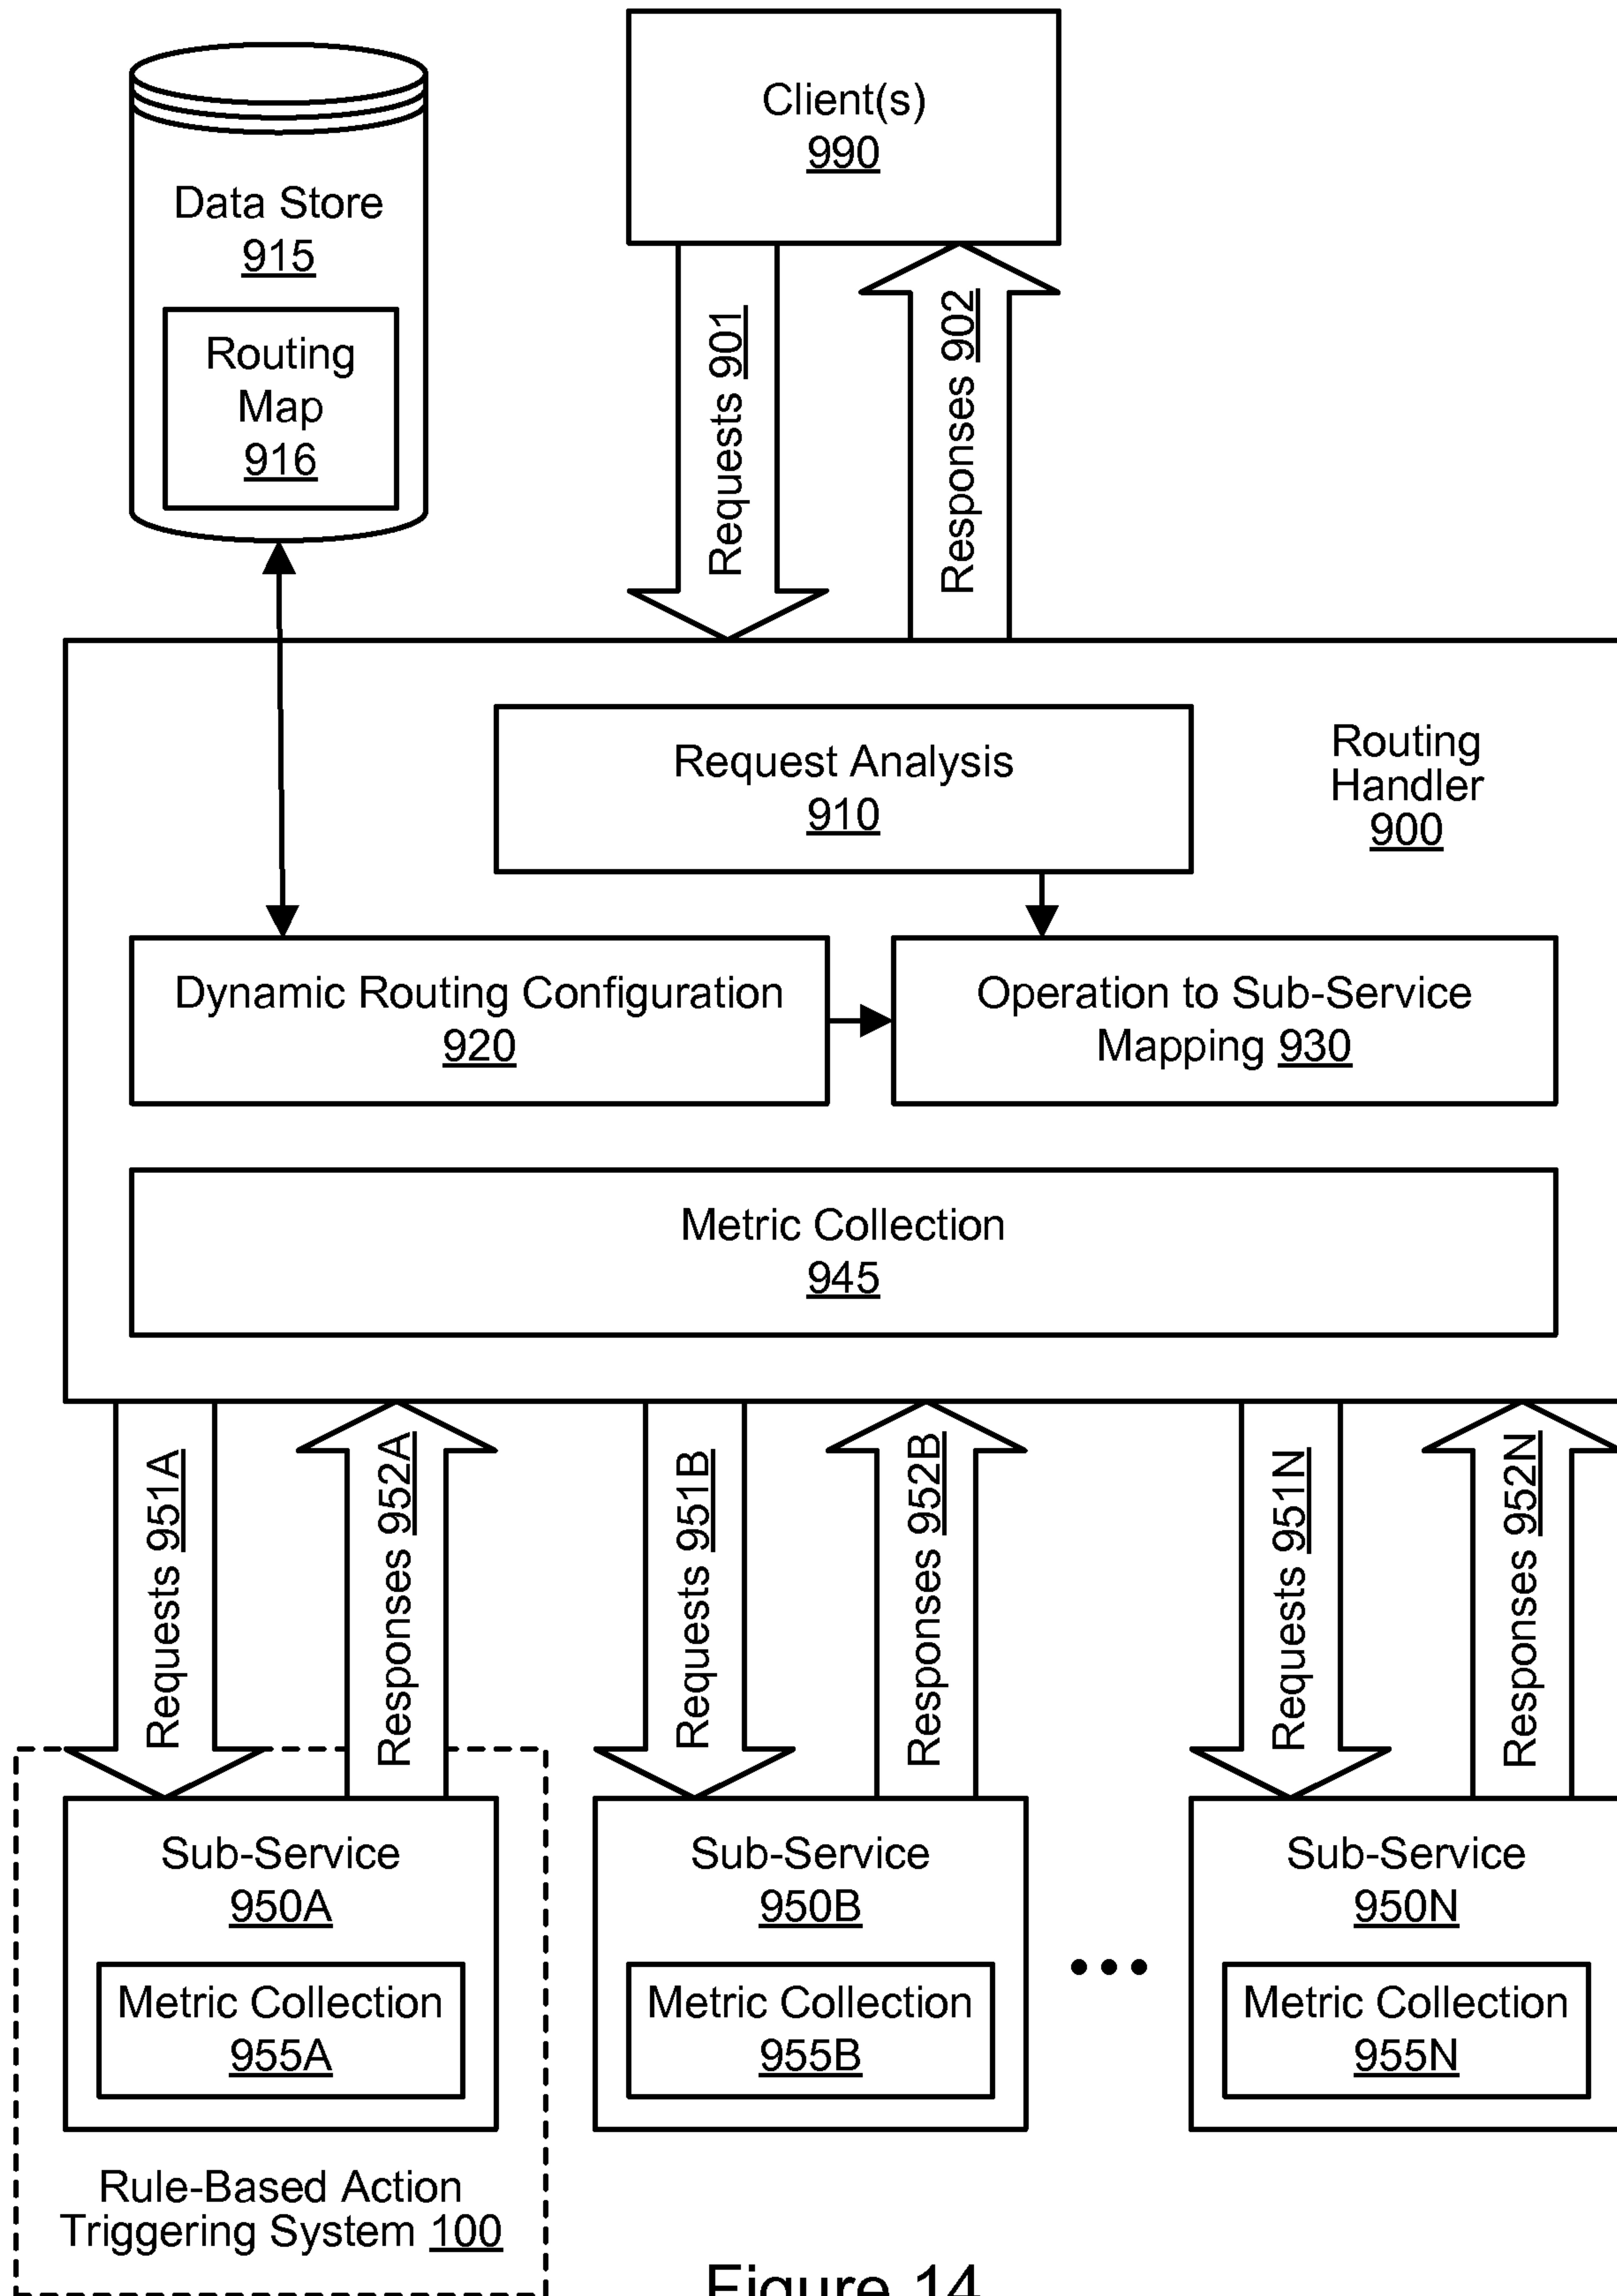 Client(s)
990
Data Store
915
Routing
Map
916
Requests 901
Responses 902
Request Analysis
910
Routing
Handler
900
Dynamic Routing Configuration
920
Operation to Sub-Service
Mapping 930
Metric Collection
945
Requests 951A
Responses 952A
Requests 951B
Responses 952B
Requests 951N
Responses 952N
Sub-Service
950A
Metric Collection
955A
Sub-Service
950B
Metric Collection
955B
Sub-Service
950N
Metric Collection
955N
Rule-Based Action
Triggering System 100
Figure 14